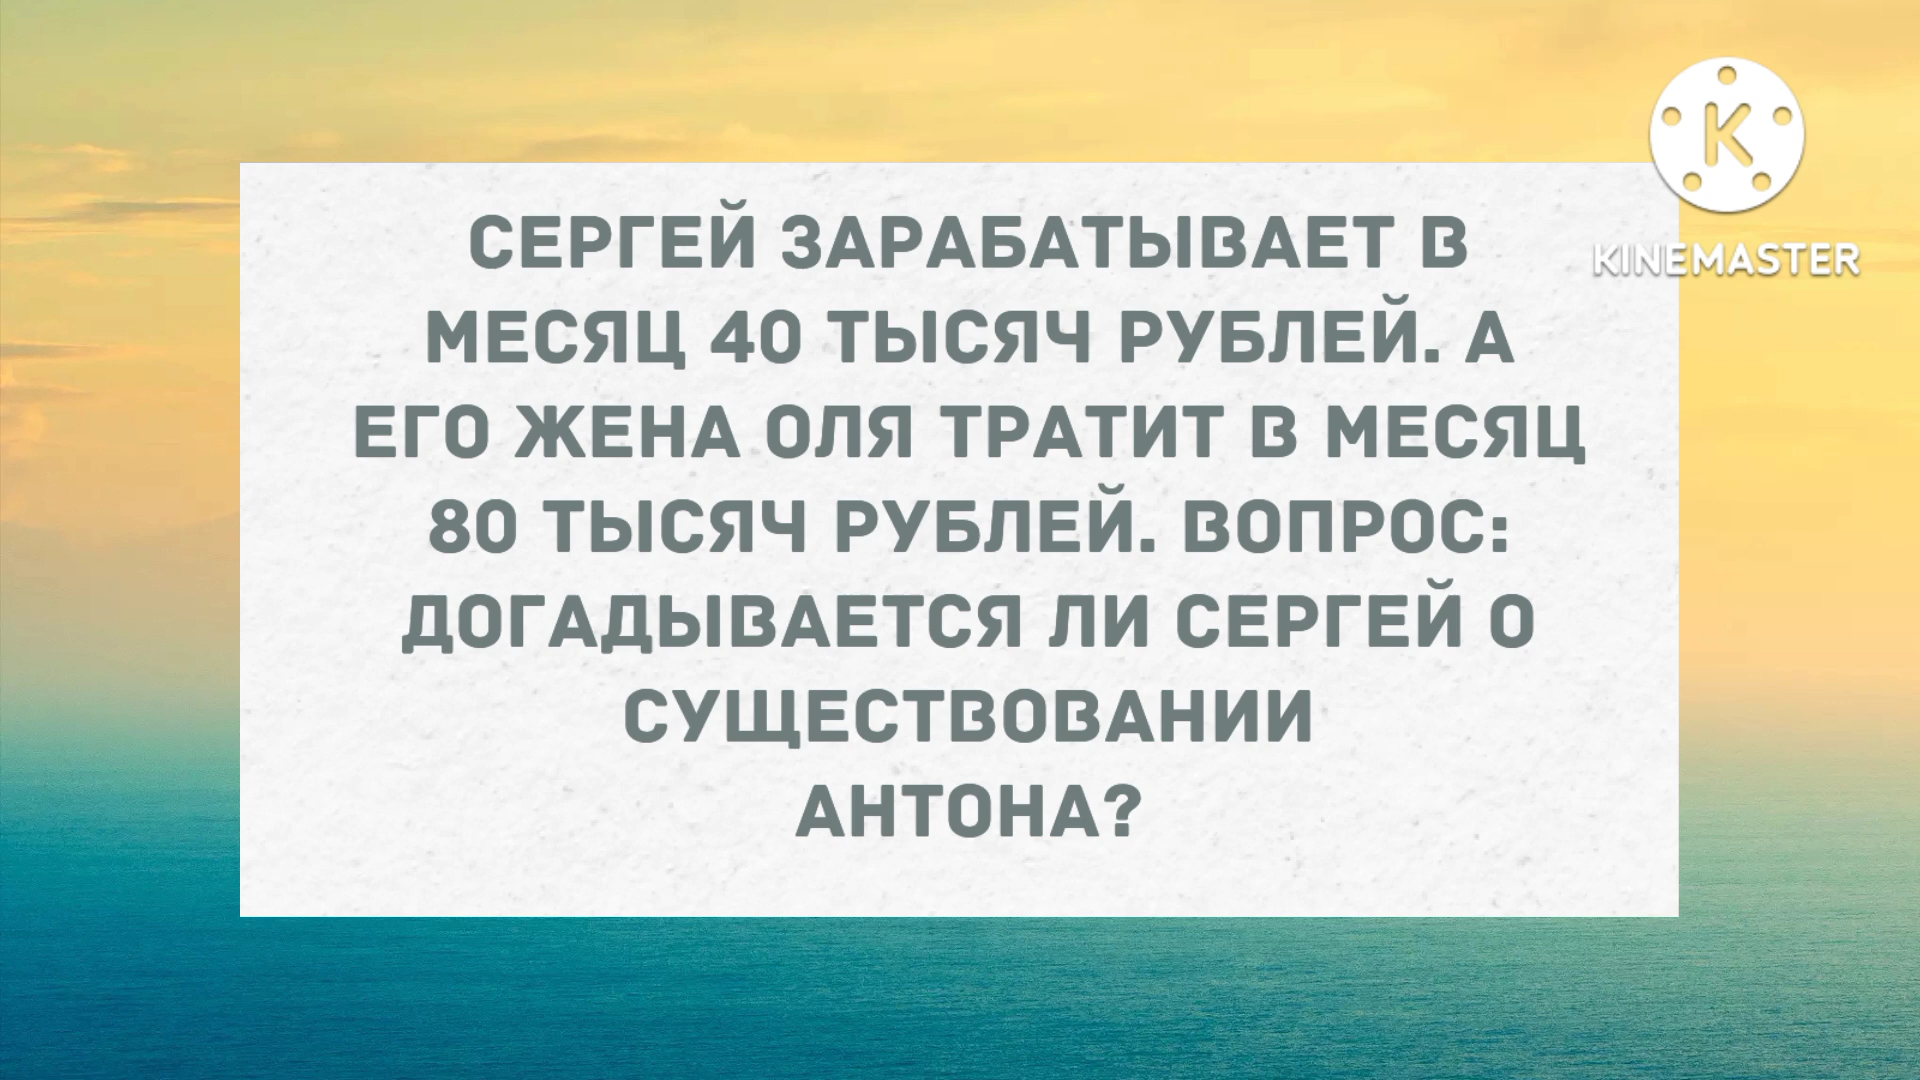 СЕРГЕЙ ЗАРАБАТЫВАЕТ В
МЕСЯЦ 40 ТЫСЯЧ РУБЛЕЙ. А
ЕГО ЖЕНА ОЛЯ ТРАТИТ В МЕСЯЦ
80 ТЫСЯЧ РУБЛЕЙ. ВОПРОС:
ДОГАДЫВАЕТСЯ ЛИ СЕРГЕЙ О
СУЩЕСТВОВАНИИ
АНТОНА?
K
KINEMASTER